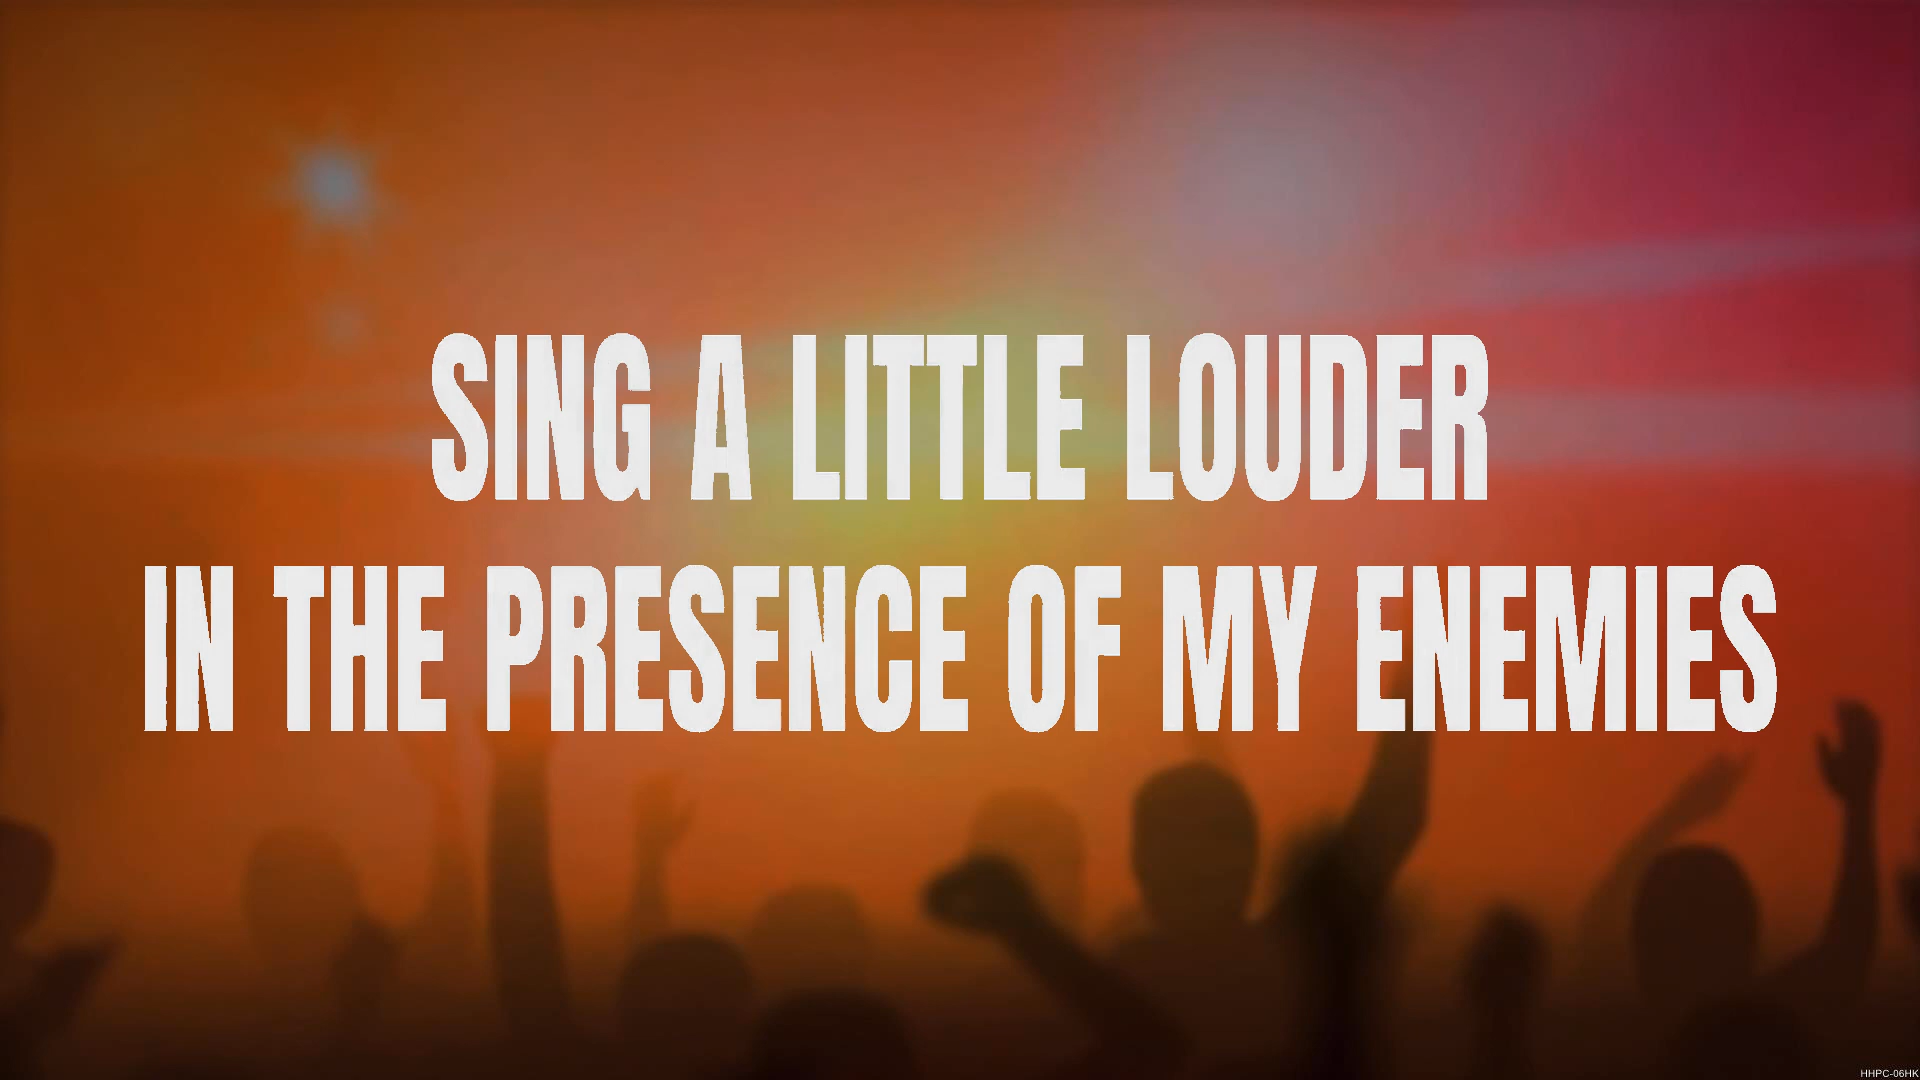 SING A LITTLE LOUDER
IN THE PRESENCE OF MY ENEMIES
HHPC-06HK